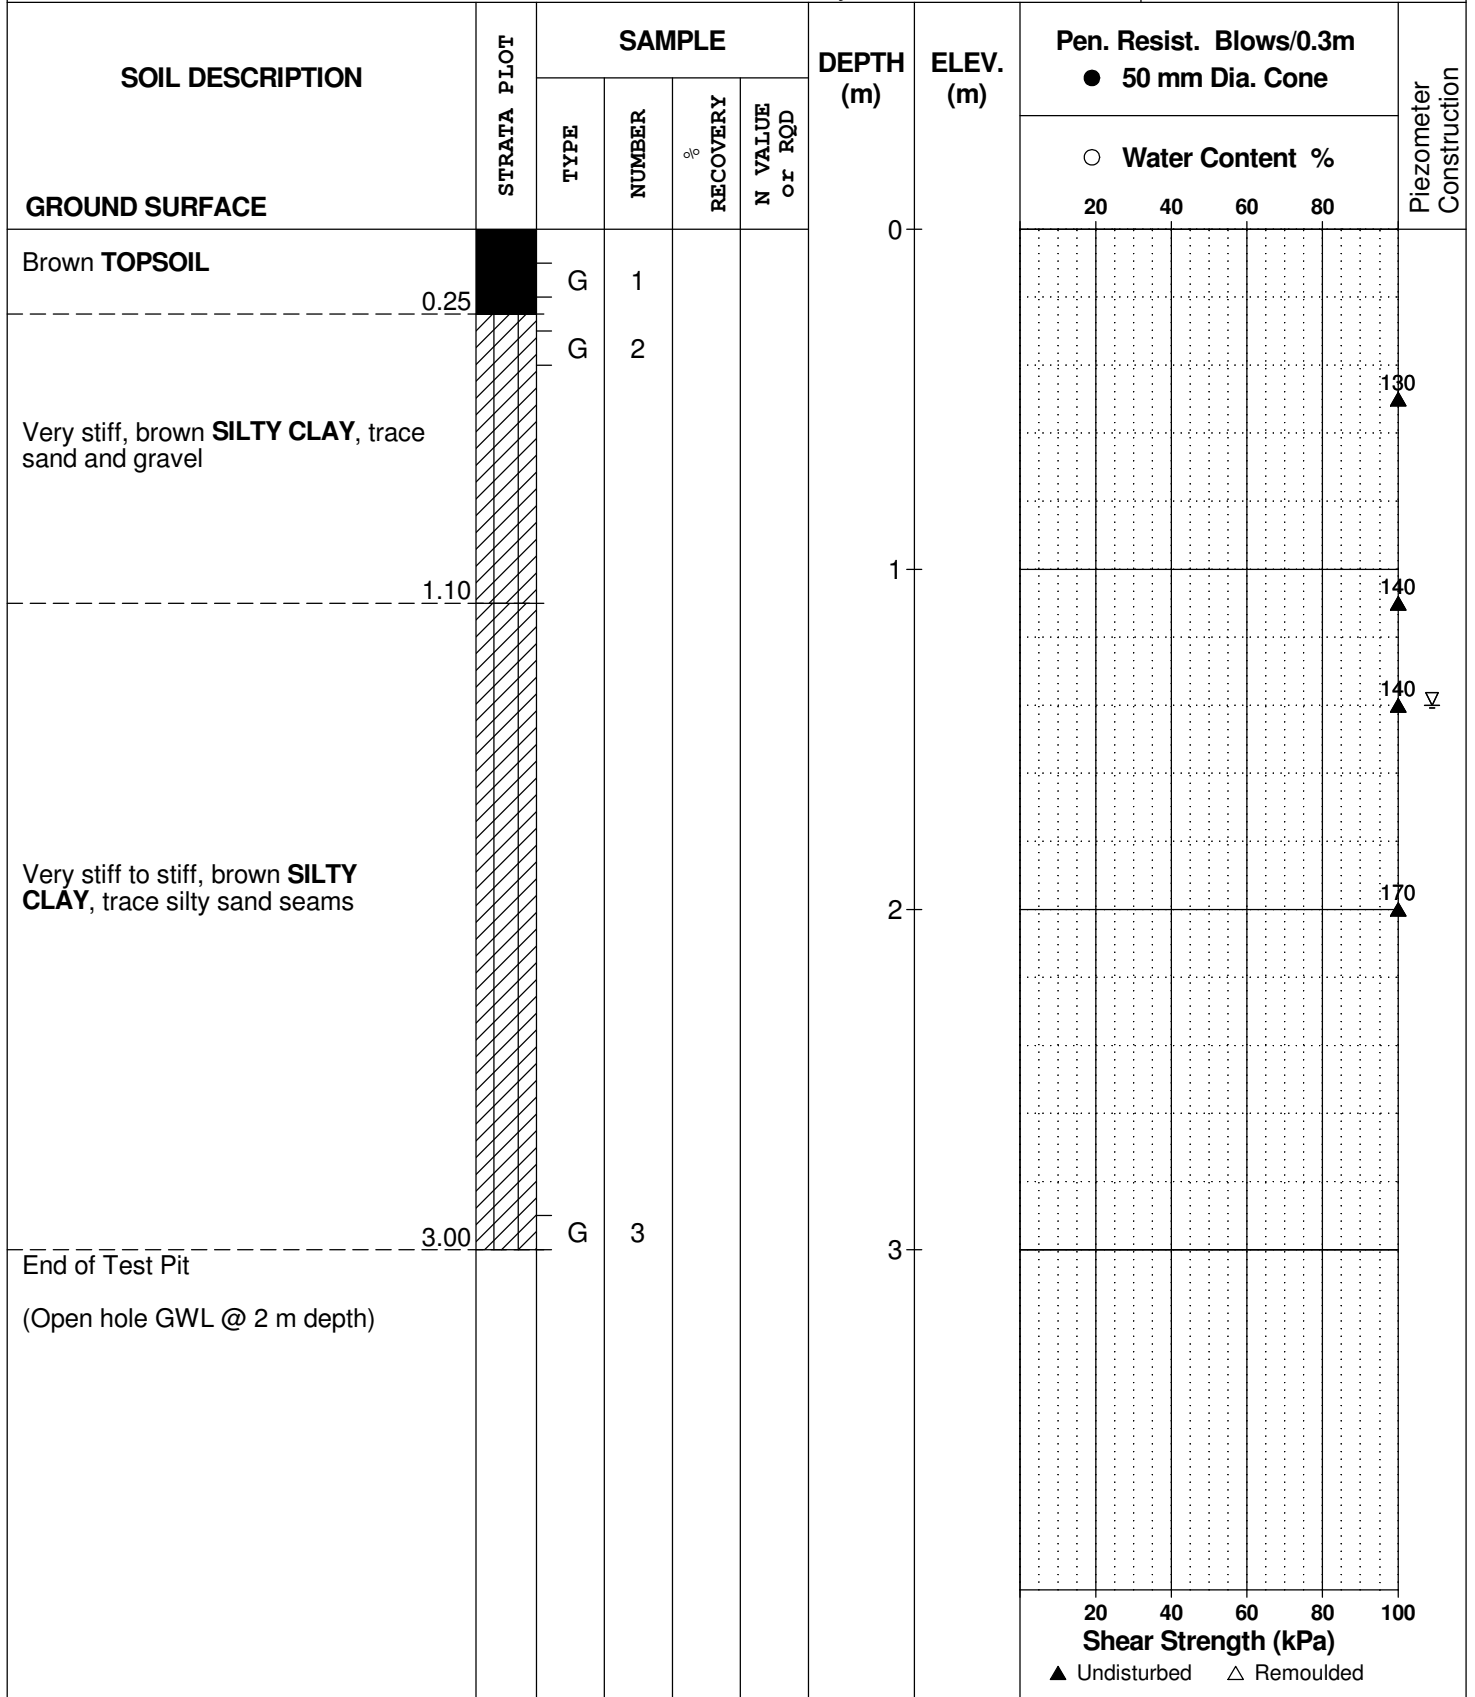 SOIL DESCRIPTION
GROUND SURFACE
STRATA PLOT
SAMPLE
TYPE
NUMBER
%
RECOVERY
N VALUE
or RQD
DEPTH
(m)
ELEV.
(m)
Pen. Resist. Blows/0.3m
● 50 mm Dia. Cone
○ Water Content %
20 40 60 80
Piezometer
Construction
0
Brown TOPSOIL
G 1
0.25
G 2
130
Very stiff, brown SILTY CLAY, trace
sand and gravel
1
1.10
140
140
Very stiff to stiff, brown SILTY
CLAY, trace silty sand seams
2
170
3.00
G 3
3
End of Test Pit
(Open hole GWL @ 2 m depth)
20 40 60 80 100
Shear Strength (kPa)
▲ Undisturbed △ Remoulded